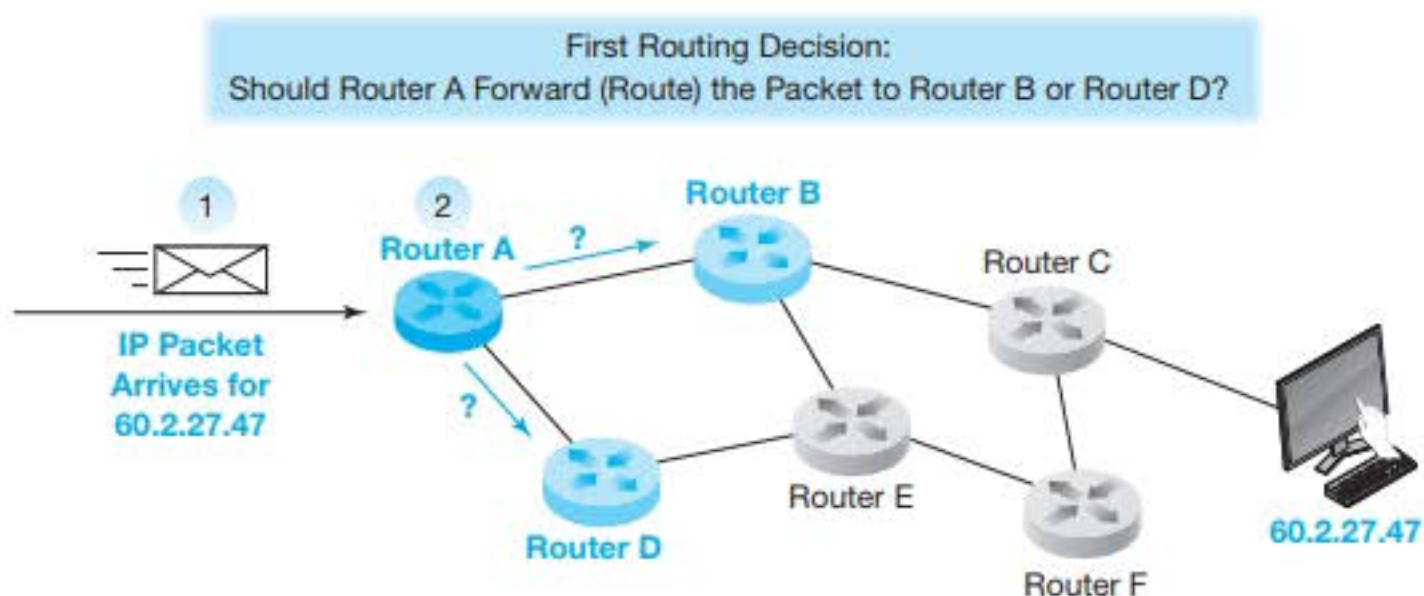 First Routing Decision:
Should Router A Forward (Route) the Packet to Router B or Router D?
1
2
Router A
?
Router B
Router C
IP Packet
Arrives for
60.2.27.47
?
Router D
Router E
Router F
60.2.27.47